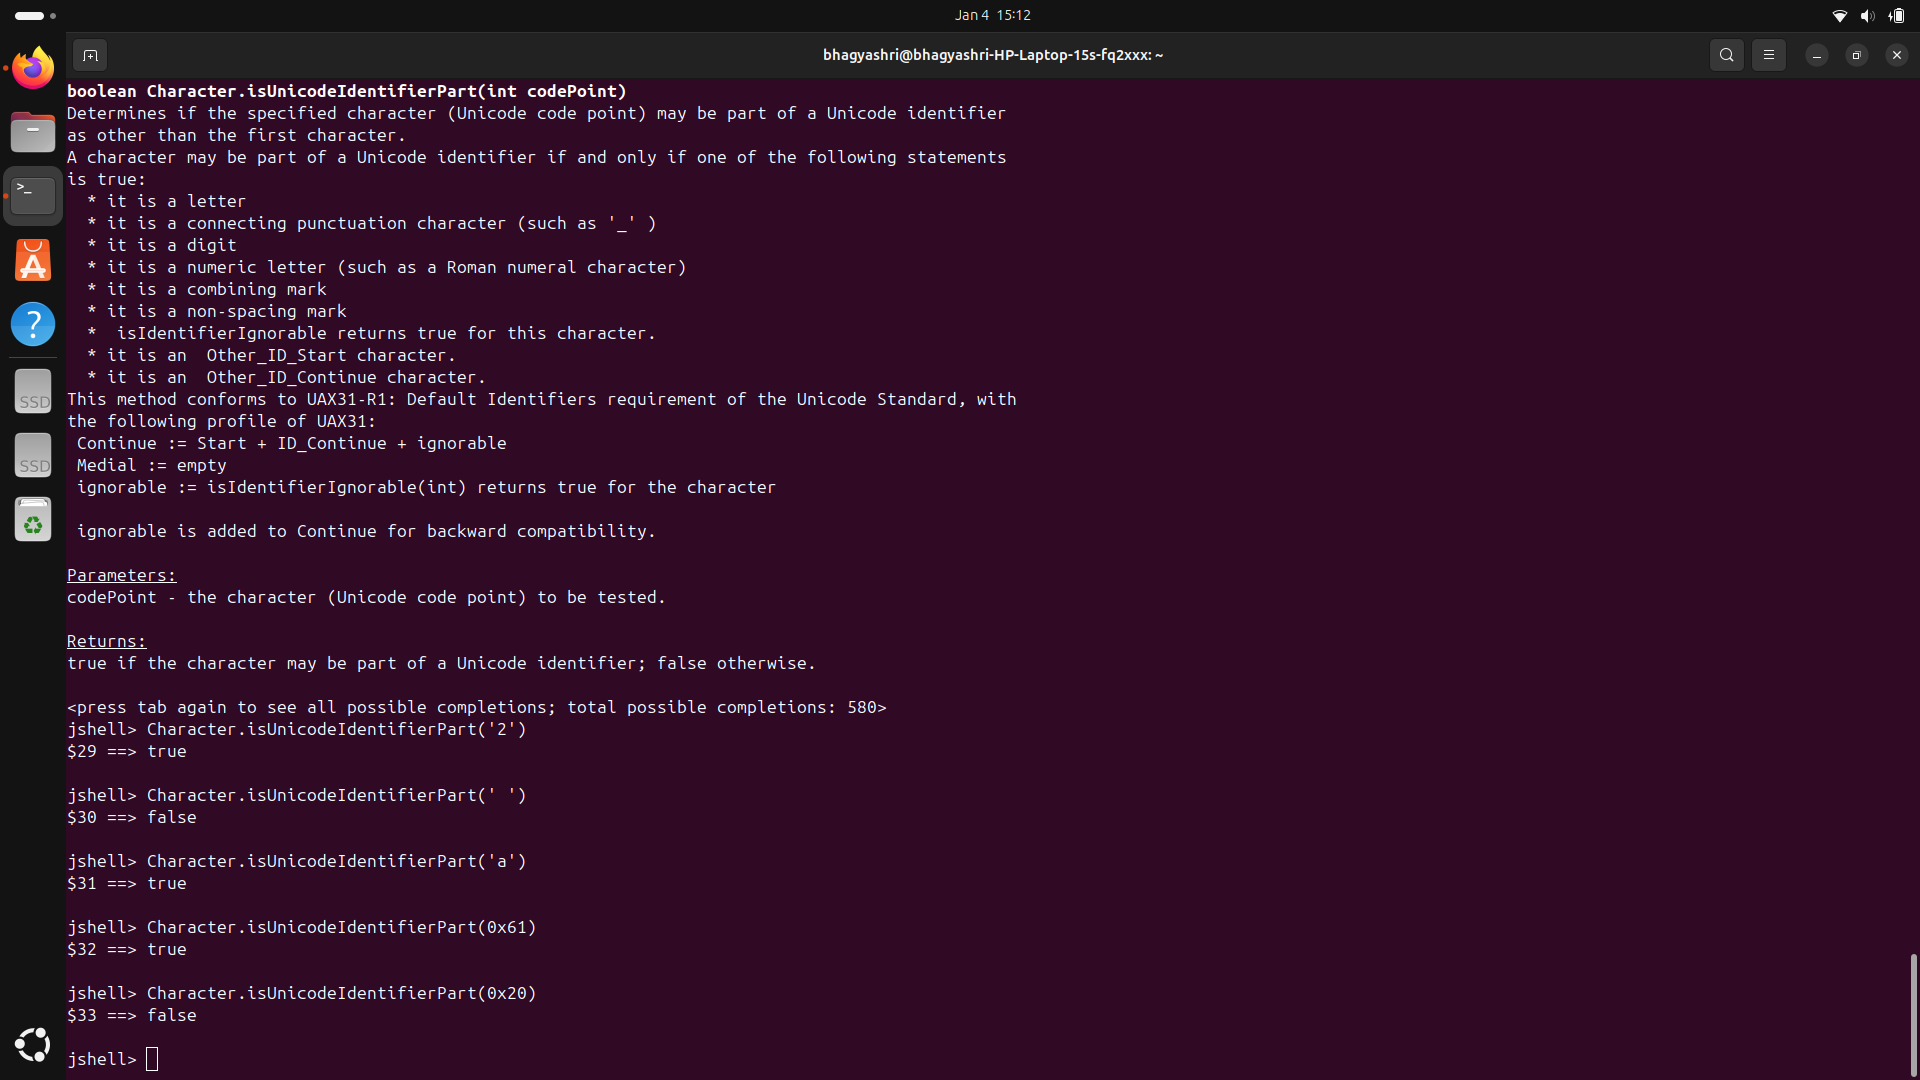 Jan 4 15:12
bhagyashri@bhagyashri-HP-Laptop-15s-fq2xxx: ~
boolean Character.isUnicodeIdentifierPart(int codePoint)
Determines if the specified character (Unicode code point) may be part of a Unicode identifier
as other than the first character.
A character may be part of a Unicode identifier if and only if one of the following statements
is true:
  * it is a letter
  * it is a connecting punctuation character (such as '_' )
  * it is a digit
  * it is a numeric letter (such as a Roman numeral character)
  * it is a combining mark
  * it is a non-spacing mark
  *  isIdentifierIgnorable returns true for this character.
  * it is an  Other_ID_Start character.
  * it is an  Other_ID_Continue character.
This method conforms to UAX31-R1: Default Identifiers requirement of the Unicode Standard, with
the following profile of UAX31:
 Continue := Start + ID_Continue + ignorable
 Medial := empty
 ignorable := isIdentifierIgnorable(int) returns true for the character
 ignorable is added to Continue for backward compatibility.
Parameters:
codePoint - the character (Unicode code point) to be tested.
Returns:
true if the character may be part of a Unicode identifier; false otherwise.
<press tab again to see all possible completions; total possible completions: 580>
jshell> Character.isUnicodeIdentifierPart('2')
$29 ==> true
jshell> Character.isUnicodeIdentifierPart(' ')
$30 ==> false
jshell> Character.isUnicodeIdentifierPart('a')
$31 ==> true
jshell> Character.isUnicodeIdentifierPart(0x61)
$32 ==> true
jshell> Character.isUnicodeIdentifierPart(0x20)
$33 ==> false
jshell>
>_
A
?
SSD
SSD